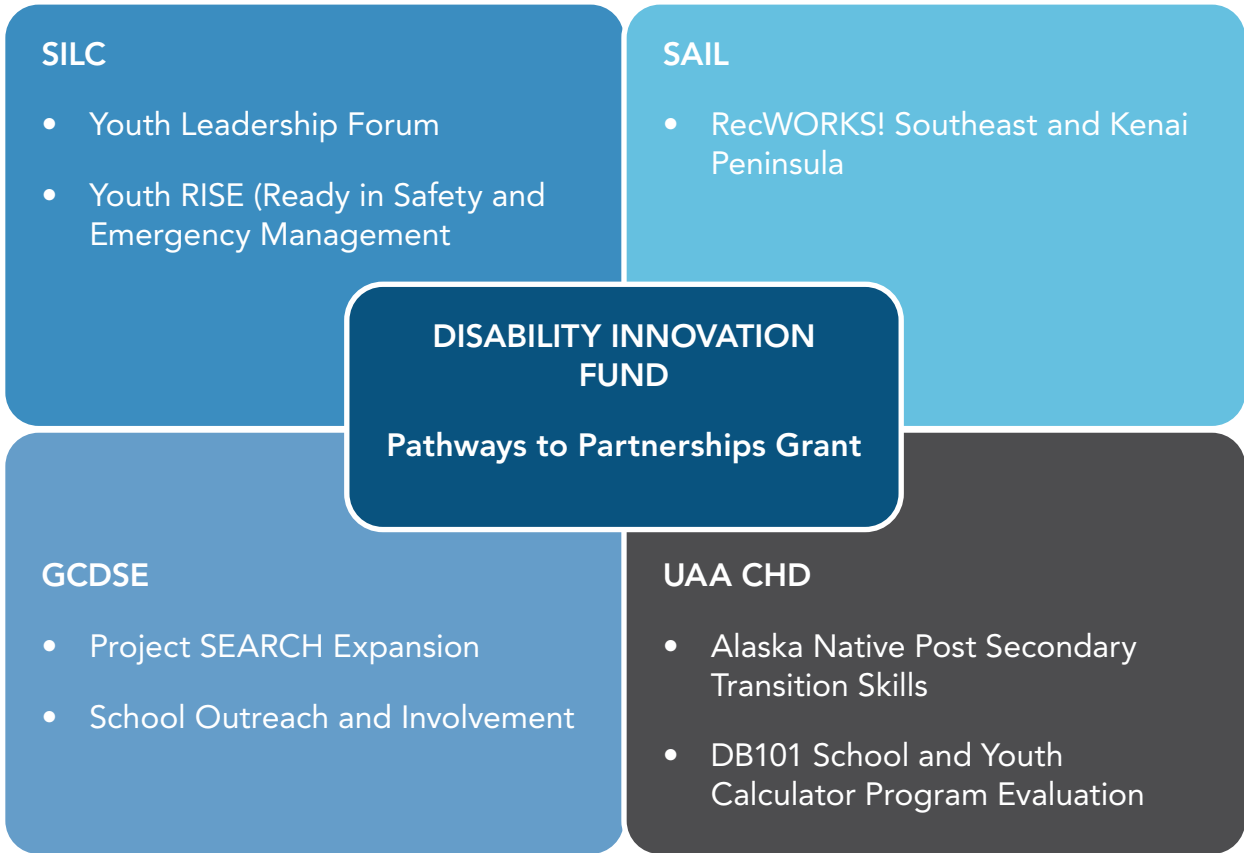 SILC
• Youth Leadership Forum
• Youth RISE (Ready in Safety and
Emergency Management
SAIL
• RecWORKS! Southeast and Kenai
Peninsula
DISABILITY INNOVATION
FUND
Pathways to Partnerships Grant
GCDSE
• Project SEARCH Expansion
• School Outreach and Involvement
UAA CHD
• Alaska Native Post Secondary
Transition Skills
• DB101 School and Youth
Calculator Program Evaluation